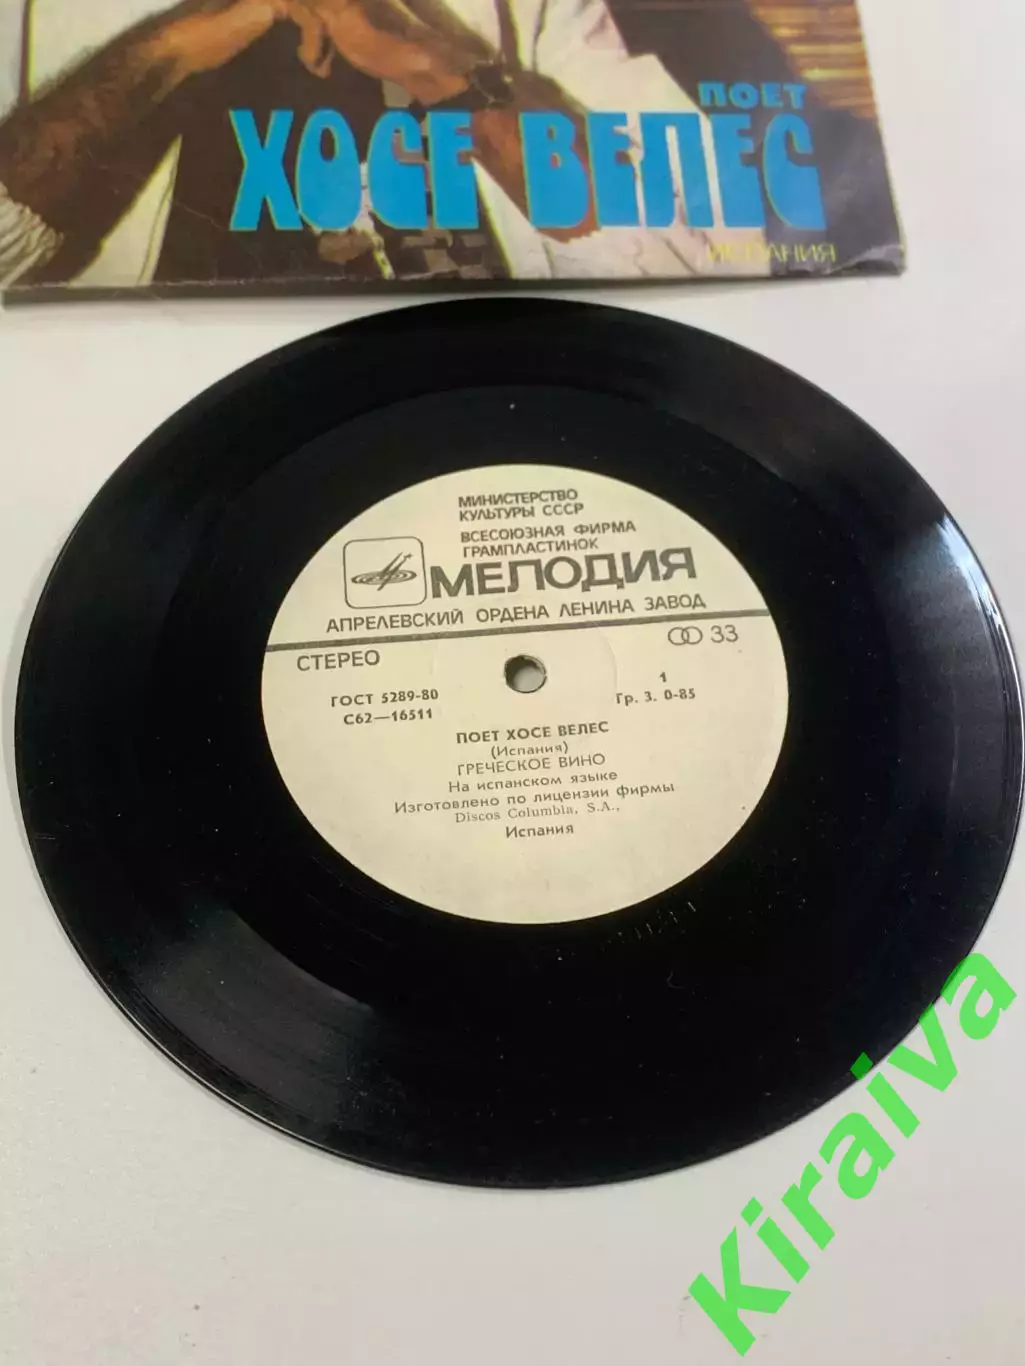 ПОЕТ
ХОСЕ ВЕЛЕС
ИСПАНИЯ
МИНИСТЕРСТВО
КУЛЬТУРЫ СССР
ВСЕСОЮЗНАЯ ФИРМА
ГРАМПЛАСТИНОК
МЕЛОДИЯ
АПРЕЛЕВСКИЙ ОРДЕНА ЛЕНИНА ЗАВОД
СТЕРЕО
33
ГОСТ 5289-80
С62—16511
1
Гр. 3. 0-85
ПОЕТ ХОСЕ ВЕЛЕС
(Испания)
ГРЕЧЕСКОЕ ВИНО
На испанском языке
Изготовлено по лицензии фирмы
Discos Columbia, S.A.,
Испания
Kiraiva